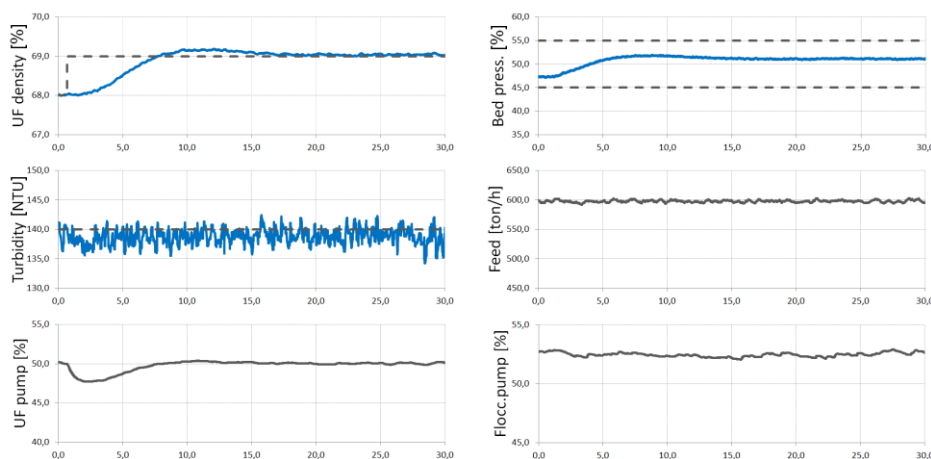 UF density [%]
70,0
69,0
68,0
67,0
0,0 5,0 10,0 15,0 20,0 25,0 30,0
Bed press. [%]
60,0
55,0
50,0
45,0
40,0
35,0
0,0 5,0 10,0 15,0 20,0 25,0 30,0
Turbidity [NTU]
150,0
145,0
140,0
135,0
130,0
0,0 5,0 10,0 15,0 20,0 25,0 30,0
Feed [ton/h]
650,0
600,0
550,0
500,0
450,0
0,0 5,0 10,0 15,0 20,0 25,0 30,0
UF pump [%]
55,0
50,0
45,0
40,0
0,0 5,0 10,0 15,0 20,0 25,0 30,0
Flocc.pump [%]
55,0
50,0
45,0
0,0 5,0 10,0 15,0 20,0 25,0 30,0